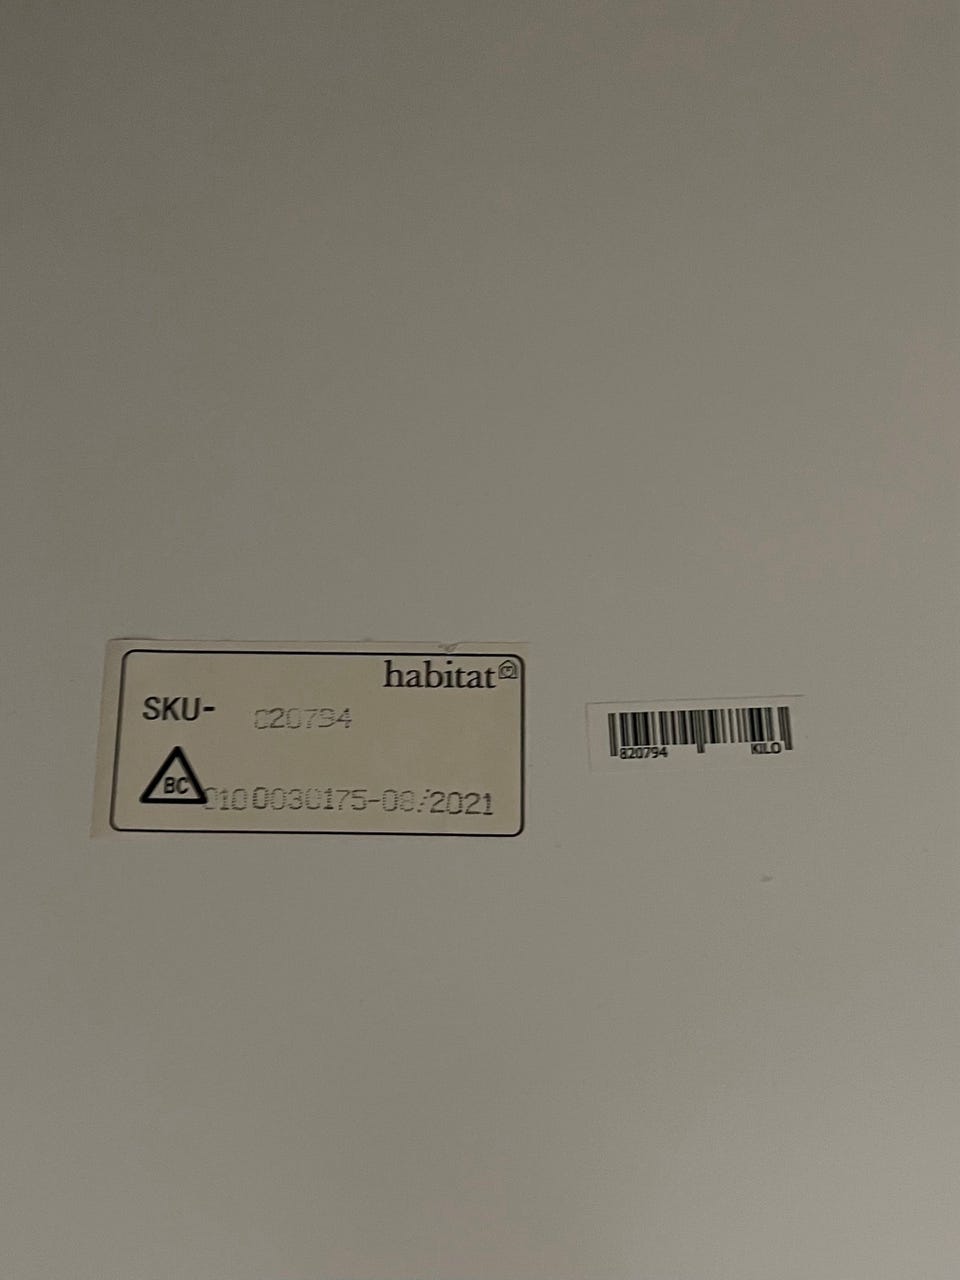 habitat
SKU- 820794
BC
0100030175-08/2021
820794 KILO